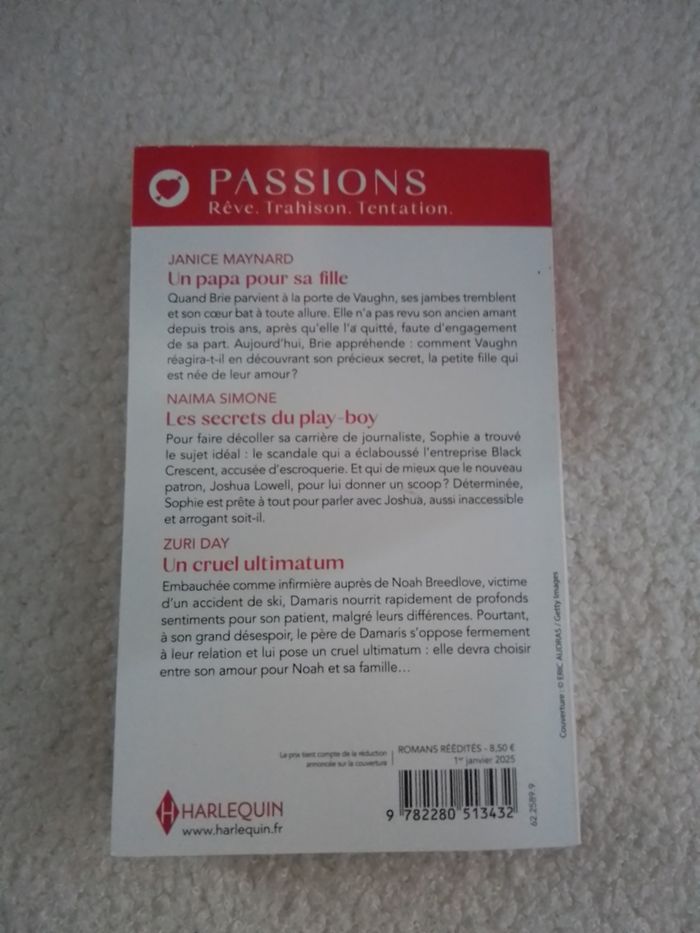 PASSIONS
Rêve. Trahison. Tentation.
JANICE MAYNARD
Un papa pour sa fille
Quand Brie parvient à la porte de Vaughn, ses jambes tremblent
et son cœur bat à toute allure. Elle n'a pas revu son ancien amant
depuis trois ans, après qu'elle l'a quitté, faute d'engagement
de sa part. Aujourd'hui, Brie appréhende : comment Vaughn
réagira-t-il en découvrant son précieux secret, la petite fille qui
est née de leur amour ?
NAIMA SIMONE
Les secrets du play-boy
Pour faire décoller sa carrière de journaliste, Sophie a trouvé
le sujet idéal : le scandale qui a éclaboussé l'entreprise Black
Crescent, accusée d'escroquerie. Et qui de mieux que le nouveau
patron, Joshua Lowell, pour lui donner un scoop ? Déterminée,
Sophie est prête à tout pour parler avec Joshua, aussi inaccessible
et arrogant soit-il.
ZURI DAY
Un cruel ultimatum
Embauchée comme infirmière auprès de Noah Breedlove, victime
d'un accident de ski, Damaris nourrit rapidement de profonds
sentiments pour son patient, malgré leurs différences. Pourtant,
à son grand désespoir, le père de Damaris s'oppose fermement
à leur relation et lui pose un cruel ultimatum : elle devra choisir
entre son amour pour Noah et sa famille...
Couverture : © ERIC AUDRAS / Getty Images
Le prix tient compte de la réduction
annoncée sur la couverture
ROMANS RÉÉDITÉS - 8,50 €
1er janvier 2025
HARLEQUIN
www.harlequin.fr
9 782280 513432
62.2589.9